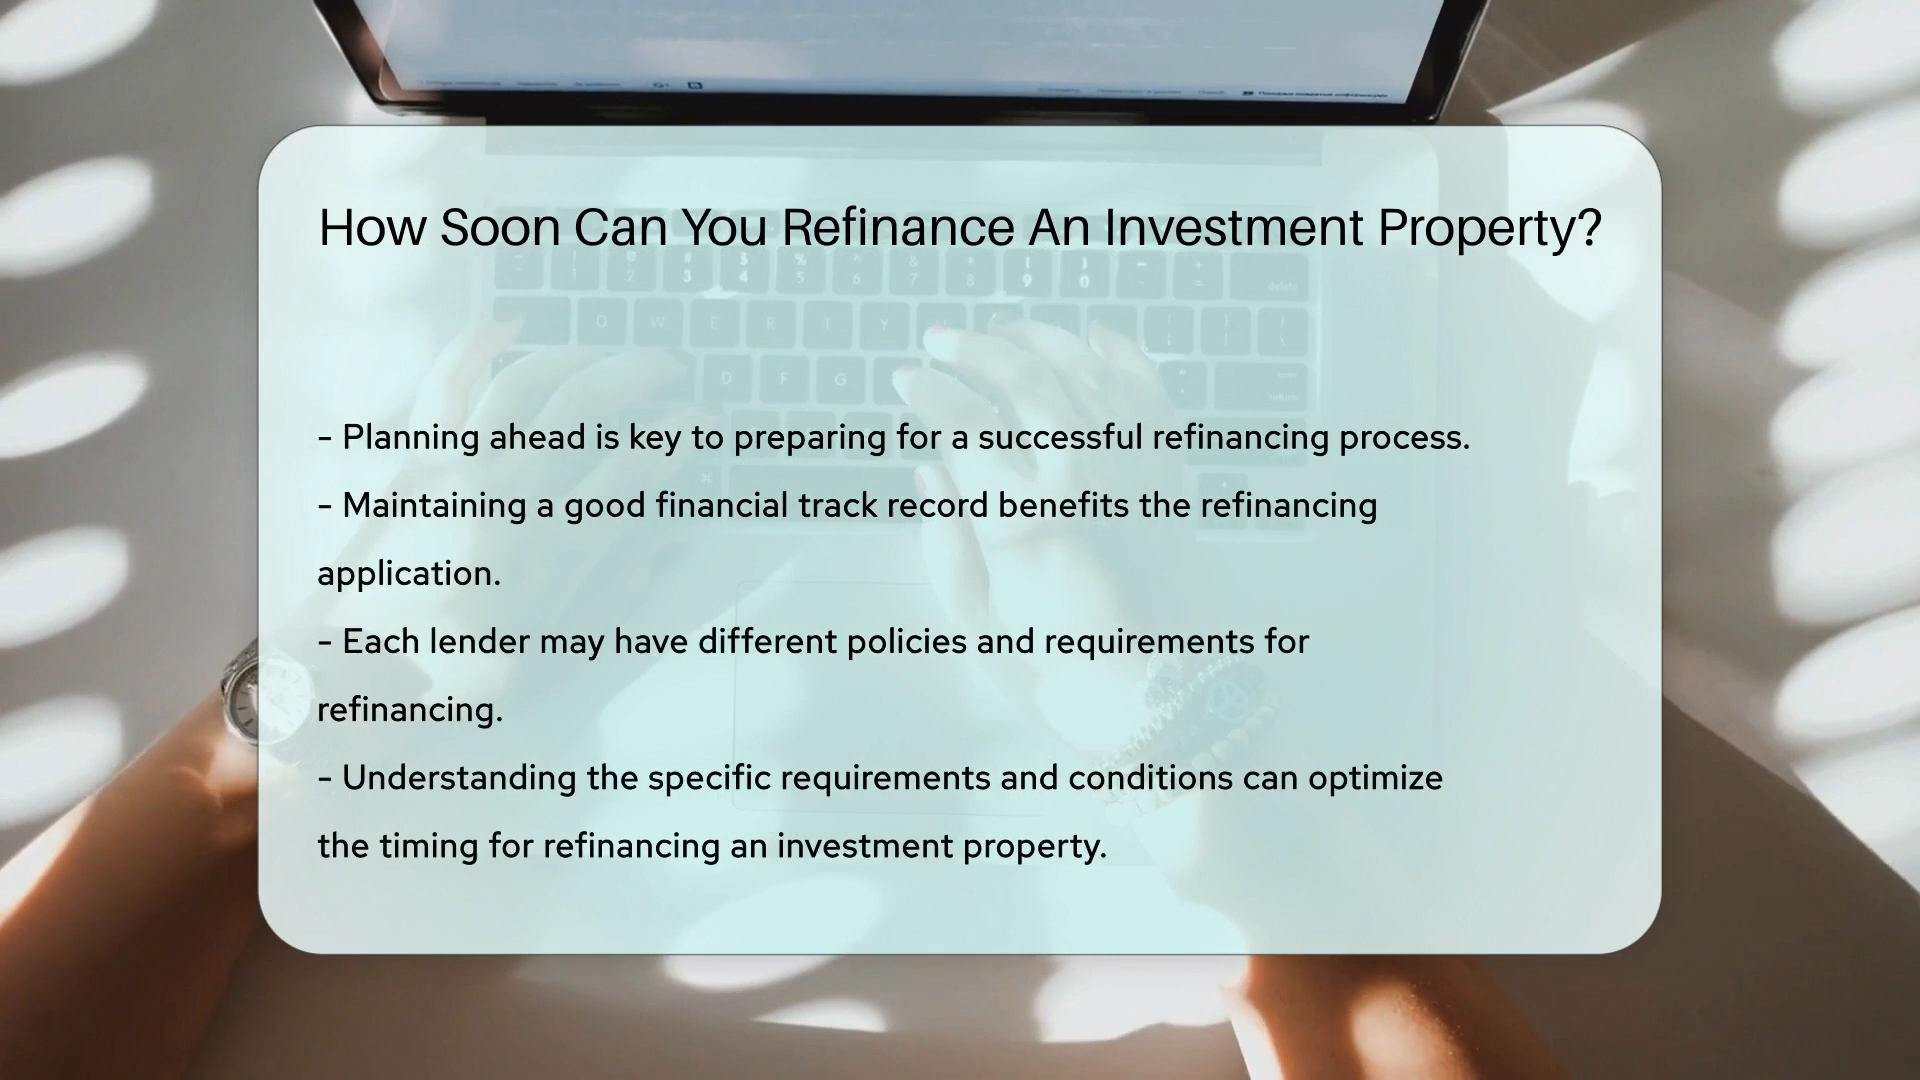 How Soon Can You Refinance An Investment Property?
- Planning ahead is key to preparing for a successful refinancing process.
- Maintaining a good financial track record benefits the refinancing
application.
- Each lender may have different policies and requirements for
refinancing.
- Understanding the specific requirements and conditions can optimize
the timing for refinancing an investment property.